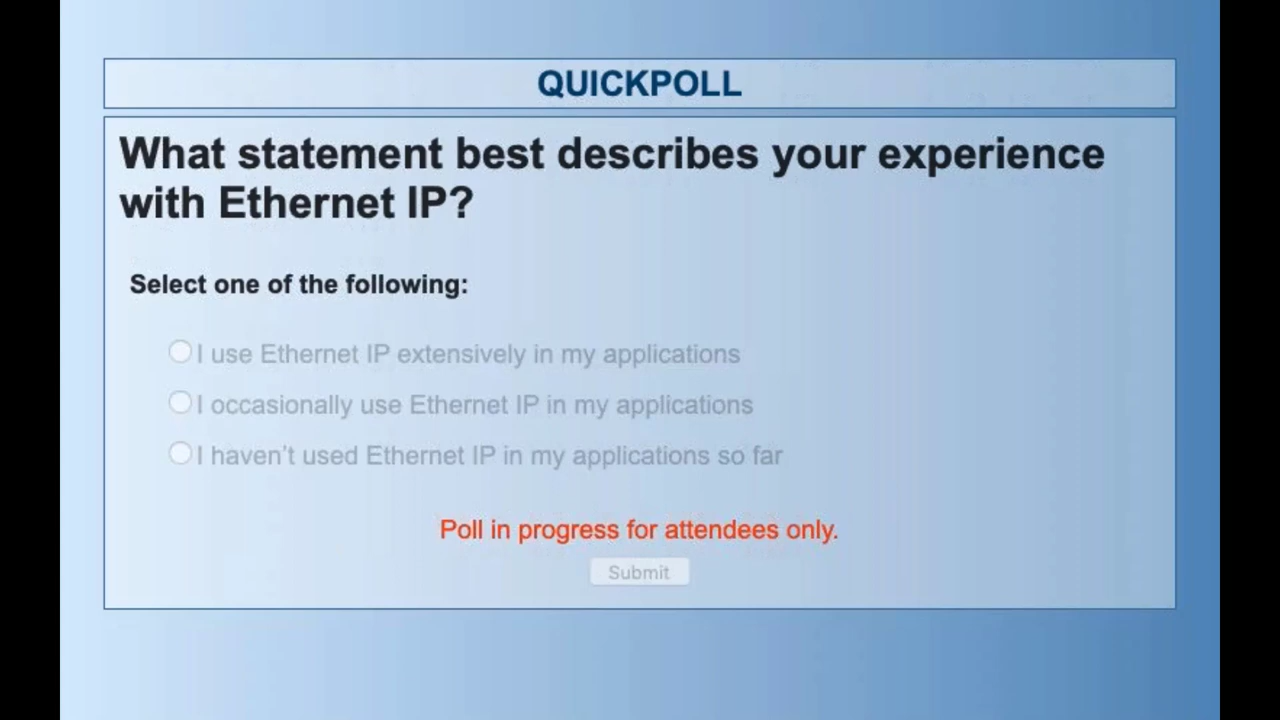 QUICKPOLL
What statement best describes your experience
with Ethernet IP?
Select one of the following:
I use Ethernet IP extensively in my applications
I occasionally use Ethernet IP in my applications
I haven’t used Ethernet IP in my applications so far
Poll in progress for attendees only.
Submit